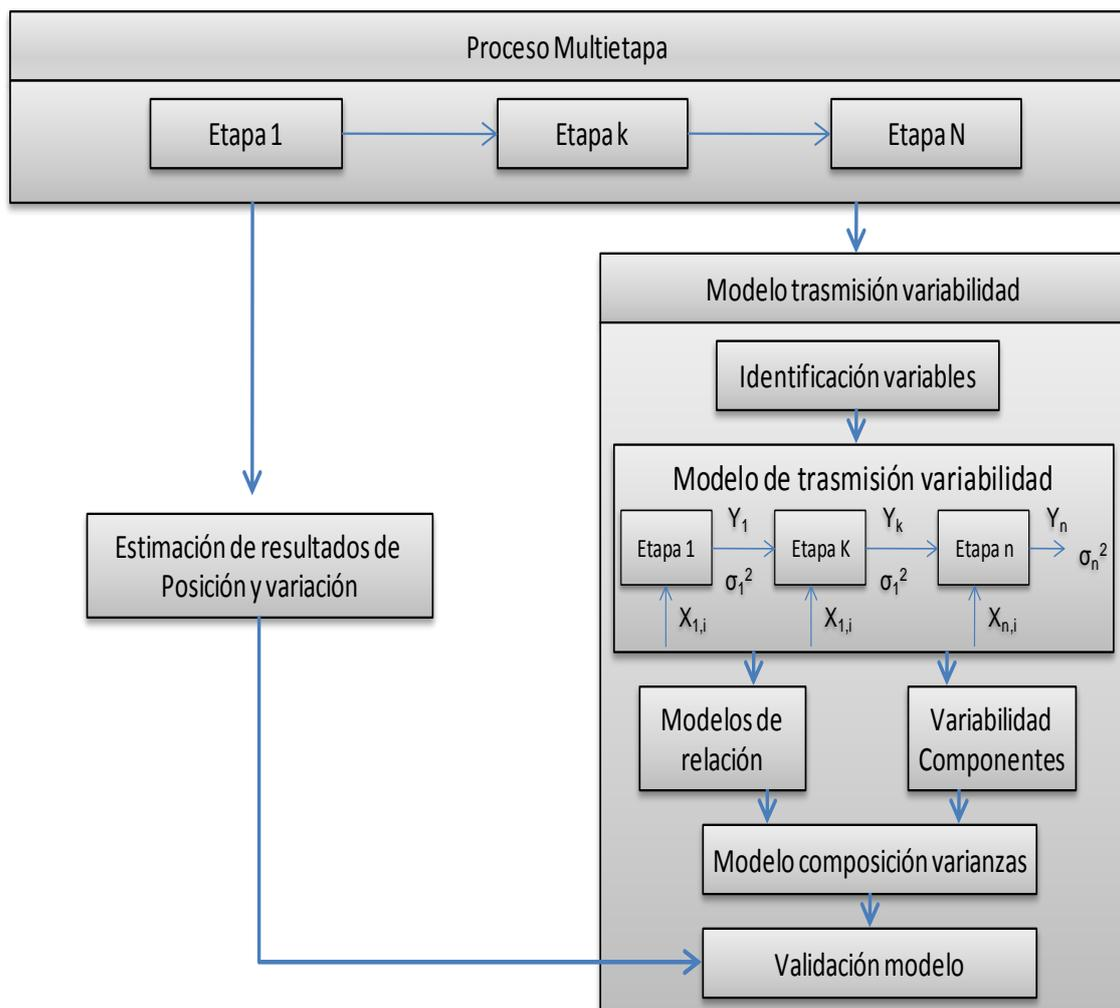 Proceso Multietapa
Etapa 1
Etapa k
Etapa N
Modelo trasmisión variabilidad
Identificación variables
Modelo de trasmisión variabilidad
Etapa 1
Y₁
σ₁²
X₁,ᵢ
Etapa K
Yₖ
σ₁²
X₁,ᵢ
Etapa n
Yₙ
σₙ²
Xₙ,ᵢ
Estimación de resultados de
Posición y variación
Modelos de
relación
Variabilidad
Componentes
Modelo composición varianzas
Validación modelo